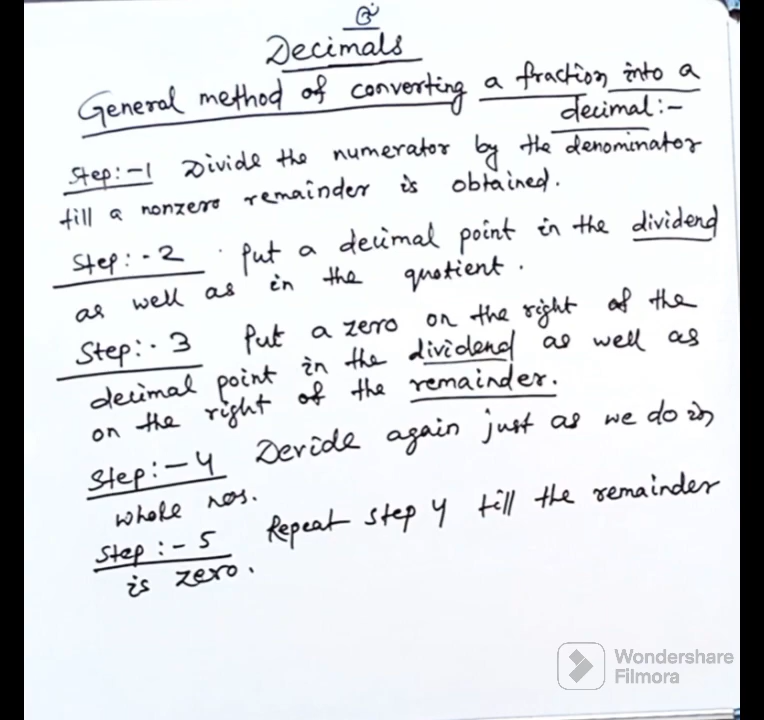 Decimals
General method of converting a fraction into a
decimal:-
Step:-1 Divide the numerator by the denominator
till a nonzero remainder is obtained.
Step:-2 Put a decimal point in the dividend
as well as in the quotient.
Step:-3 Put a zero on the right of the
decimal point in the dividend as well as
on the right of the remainder.
Step:-4 Devide again just as we do in
whole nos.
Step:-5 Repeat step 4 till the remainder
is zero.
Wondershare
Filmora